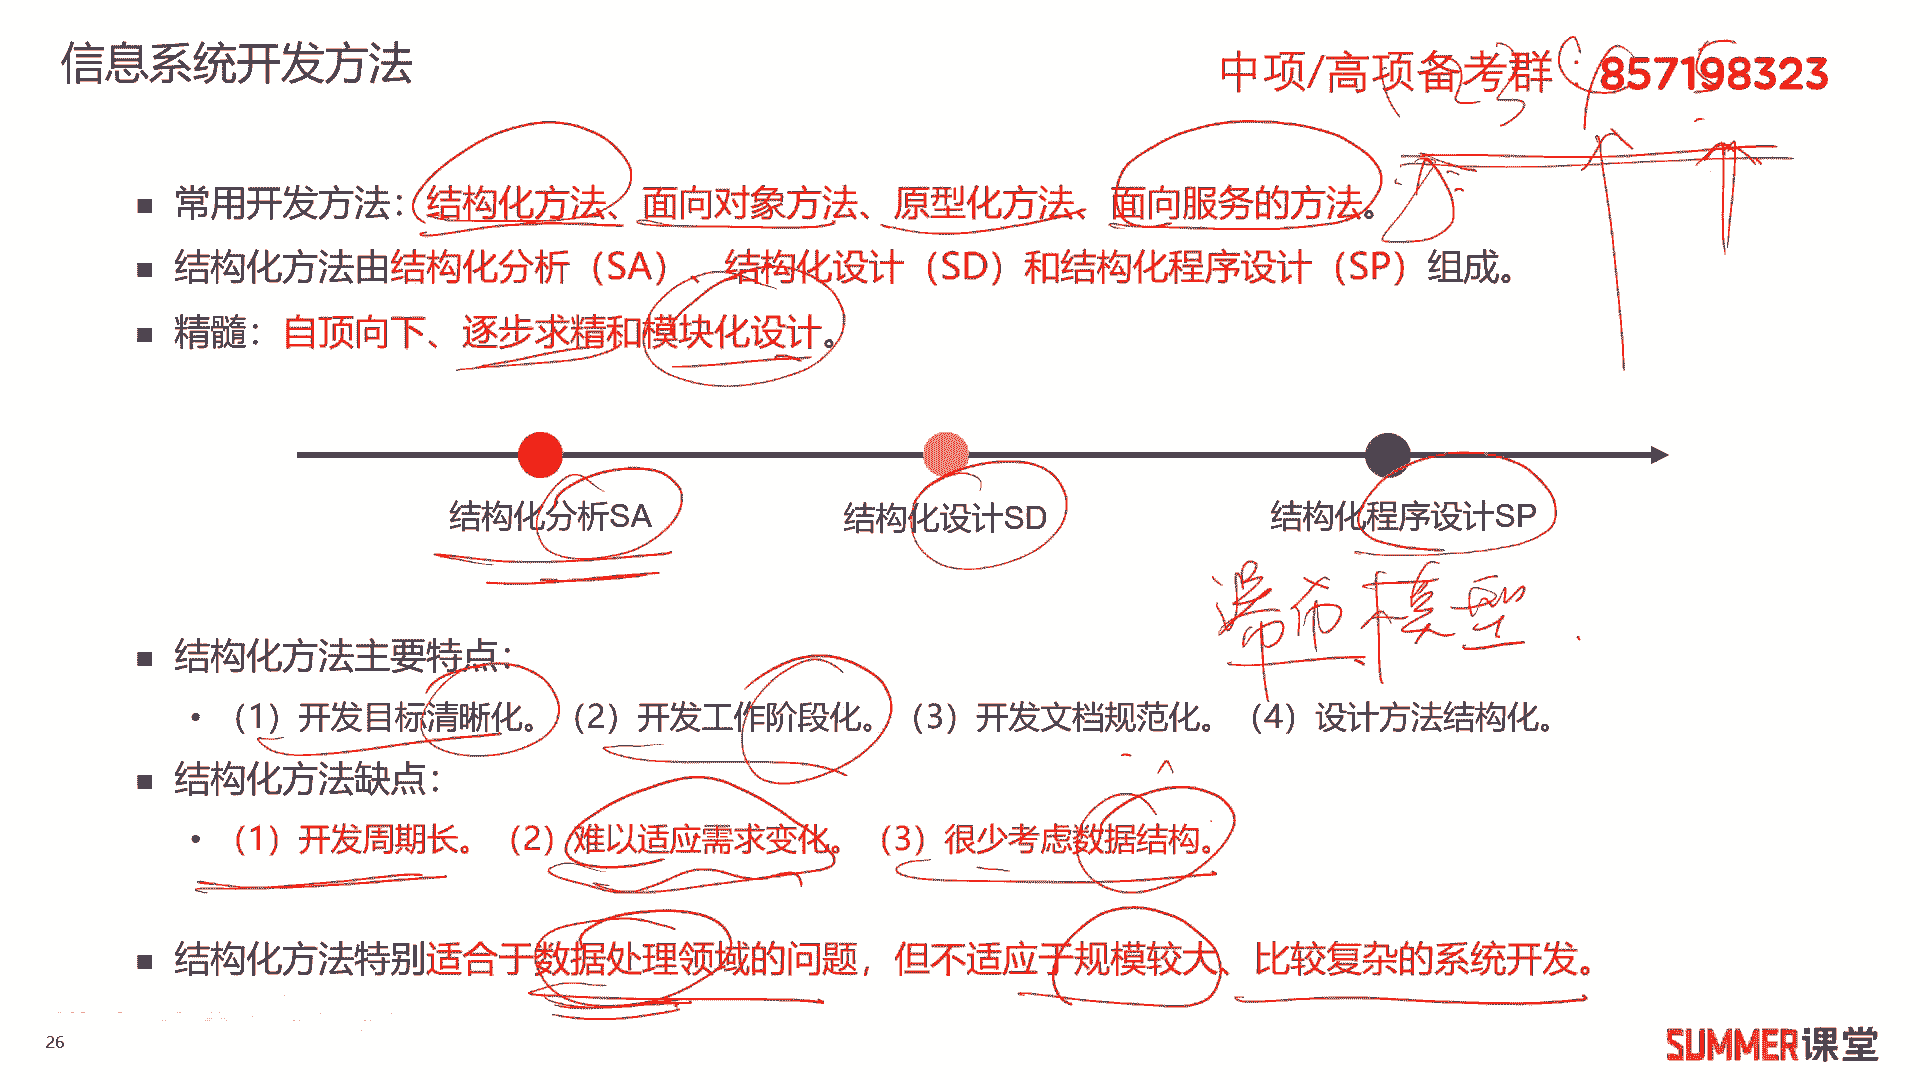 信息系统开发方法
中项/高项备考群：857198323
■ 常用开发方法：结构化方法、面向对象方法、原型化方法、面向服务的方法。
■ 结构化方法由结构化分析（SA）、结构化设计（SD）和结构化程序设计（SP）组成。
■ 精髓：自顶向下、逐步求精和模块化设计。
结构化分析SA
结构化设计SD
结构化程序设计SP
瀑布模型
■ 结构化方法主要特点：
• （1）开发目标清晰化。（2）开发工作阶段化。（3）开发文档规范化。（4）设计方法结构化。
■ 结构化方法缺点：
• （1）开发周期长。（2）难以适应需求变化。（3）很少考虑数据结构。
■ 结构化方法特别适合于数据处理领域的问题，但不适应于规模较大、比较复杂的系统开发。
26
SUMMER课堂